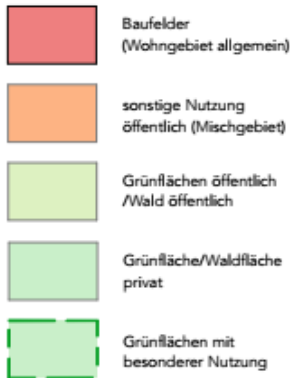 Baufelder
(Wohngebiet allgemein)
sonstige Nutzung
öffentlich (Mischgebiet)
Grünflächen öffentlich
/Wald öffentlich
Grünfläche/Waldfläche
privat
Grünflächen mit
besonderer Nutzung